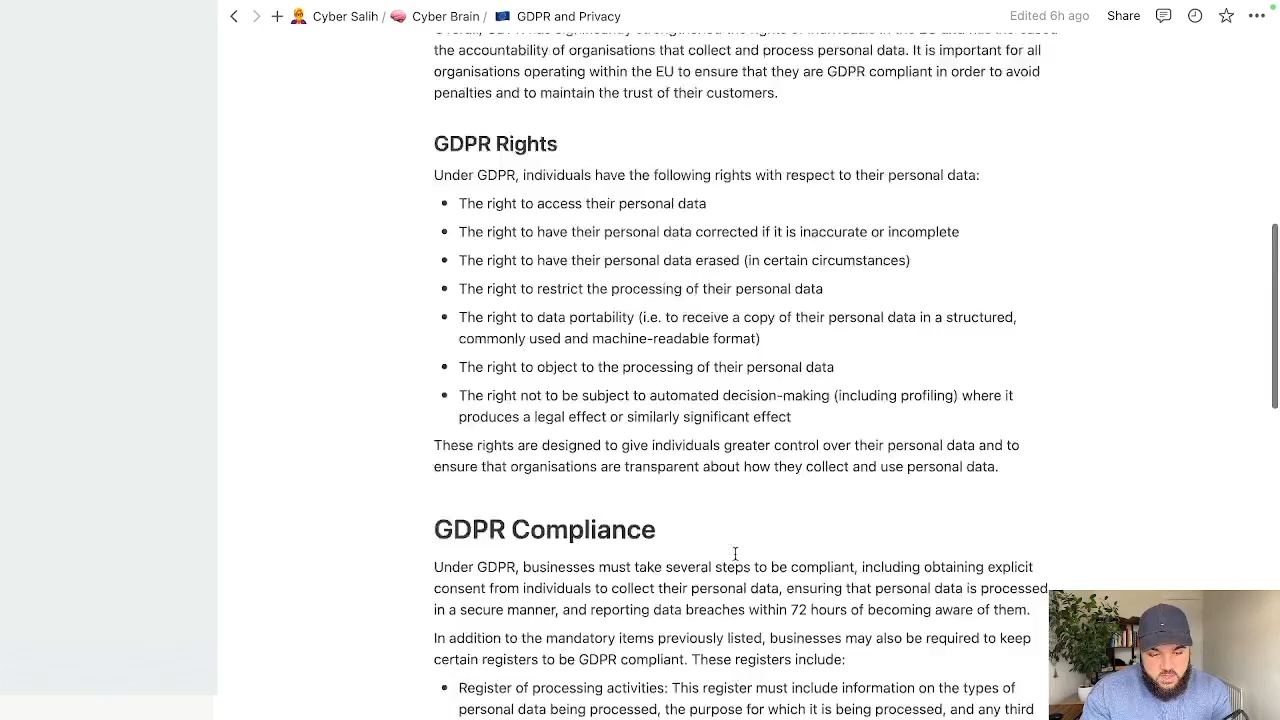 Cyber Salih / Cyber Brain / GDPR and Privacy Edited 6h ago Share
the accountability of organisations that collect and process personal data. It is important for all
organisations operating within the EU to ensure that they are GDPR compliant in order to avoid
penalties and to maintain the trust of their customers.
GDPR Rights
Under GDPR, individuals have the following rights with respect to their personal data:
• The right to access their personal data
• The right to have their personal data corrected if it is inaccurate or incomplete
• The right to have their personal data erased (in certain circumstances)
• The right to restrict the processing of their personal data
• The right to data portability (i.e. to receive a copy of their personal data in a structured,
commonly used and machine-readable format)
• The right to object to the processing of their personal data
• The right not to be subject to automated decision-making (including profiling) where it
produces a legal effect or similarly significant effect
These rights are designed to give individuals greater control over their personal data and to
ensure that organisations are transparent about how they collect and use personal data.
GDPR Compliance
Under GDPR, businesses must take several steps to be compliant, including obtaining explicit
consent from individuals to collect their personal data, ensuring that personal data is processed
in a secure manner, and reporting data breaches within 72 hours of becoming aware of them.
In addition to the mandatory items previously listed, businesses may also be required to keep
certain registers to be GDPR compliant. These registers include:
• Register of processing activities: This register must include information on the types of
personal data being processed, the purpose for which it is being processed, and any third